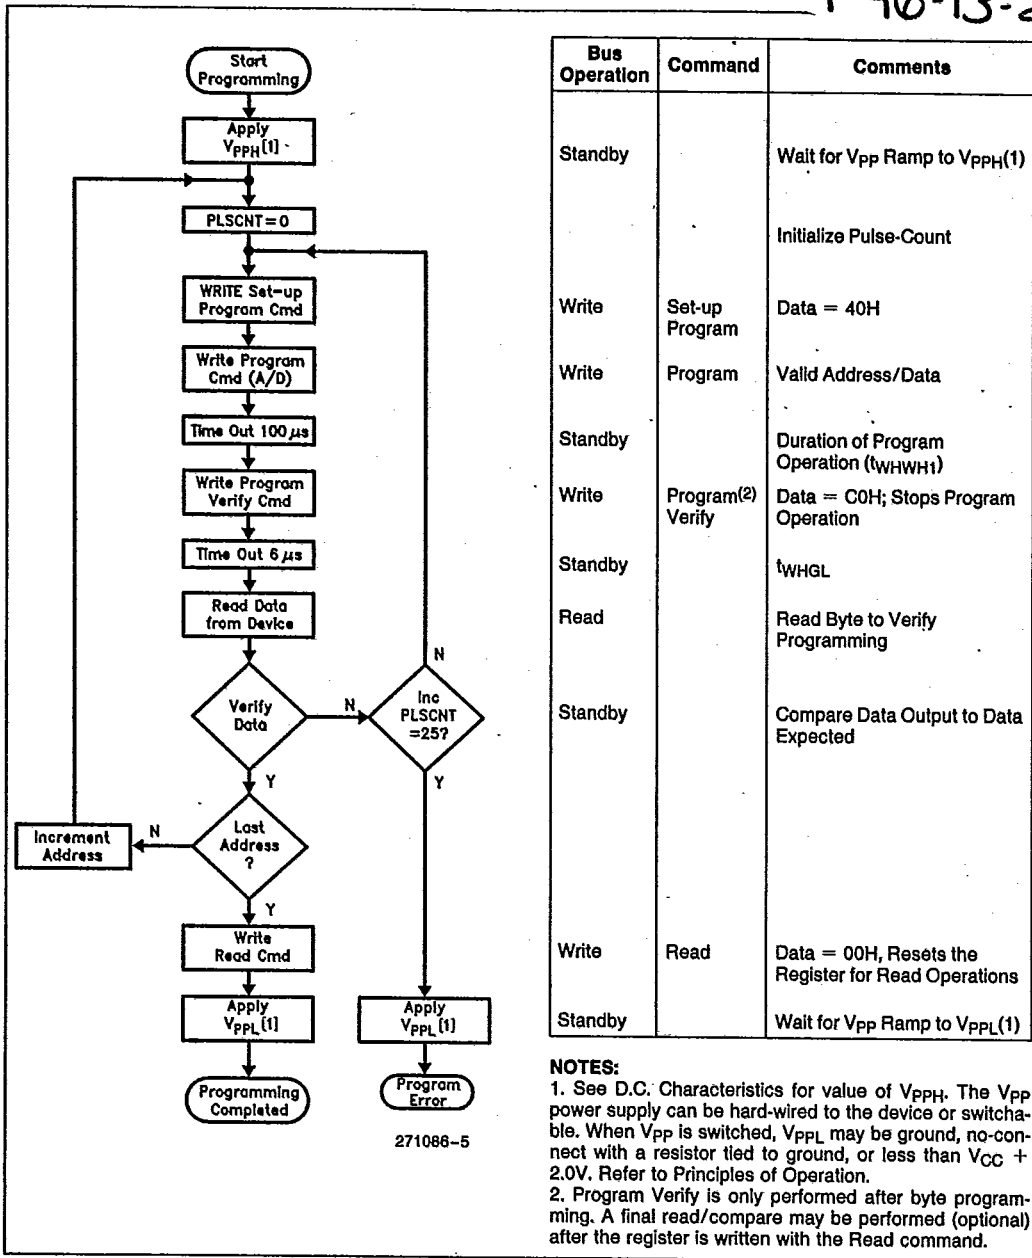 Start
Programming
Apply
VPPH[1]
PLSCNT=0
WRITE Set-up
Program Cmd
Write Program
Cmd (A/D)
Time Out 100 μs
Write Program
Verify Cmd
Time Out 6 μs
Read Data
from Device
Verify
Data
N
Inc
PLSCNT
=25?
N
Y
Y
Last
Address
?
N
Increment
Address
Y
Write
Read Cmd
Apply
VPPL[1]
Programming
Completed
Apply
VPPL[1]
Program
Error
271086-5
Bus Operation Command Comments
Standby Wait for VPP Ramp to VPPH(1)
Initialize Pulse-Count
Write Set-up Program Data = 40H
Write Program Valid Address/Data
Standby Duration of Program
Operation (tWHWH1)
Write Program(2) Verify Data = C0H; Stops Program
Operation
Standby tWHGL
Read Read Byte to Verify
Programming
Standby Compare Data Output to Data
Expected
Write Read Data = 00H, Resets the
Register for Read Operations
Standby Wait for VPP Ramp to VPPL(1)
NOTES:
1. See D.C. Characteristics for value of VPPH. The VPP
power supply can be hard-wired to the device or switcha-
ble. When VPP is switched, VPPL may be ground, no-con-
nect with a resistor tied to ground, or less than VCC +
2.0V. Refer to Principles of Operation.
2. Program Verify is only performed after byte program-
ming. A final read/compare may be performed (optional)
after the register is written with the Read command.